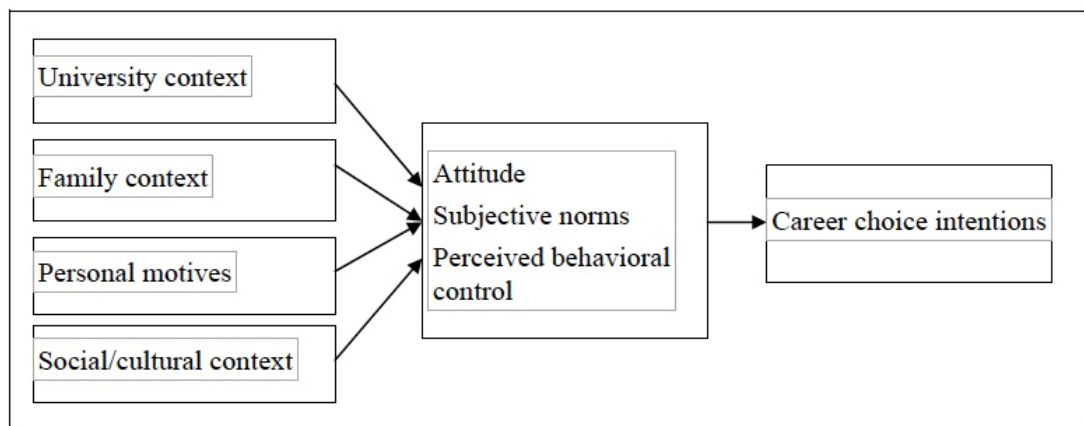 University context
Family context
Personal motives
Social/cultural context
Attitude
Subjective norms
Perceived behavioral
control
Career choice intentions